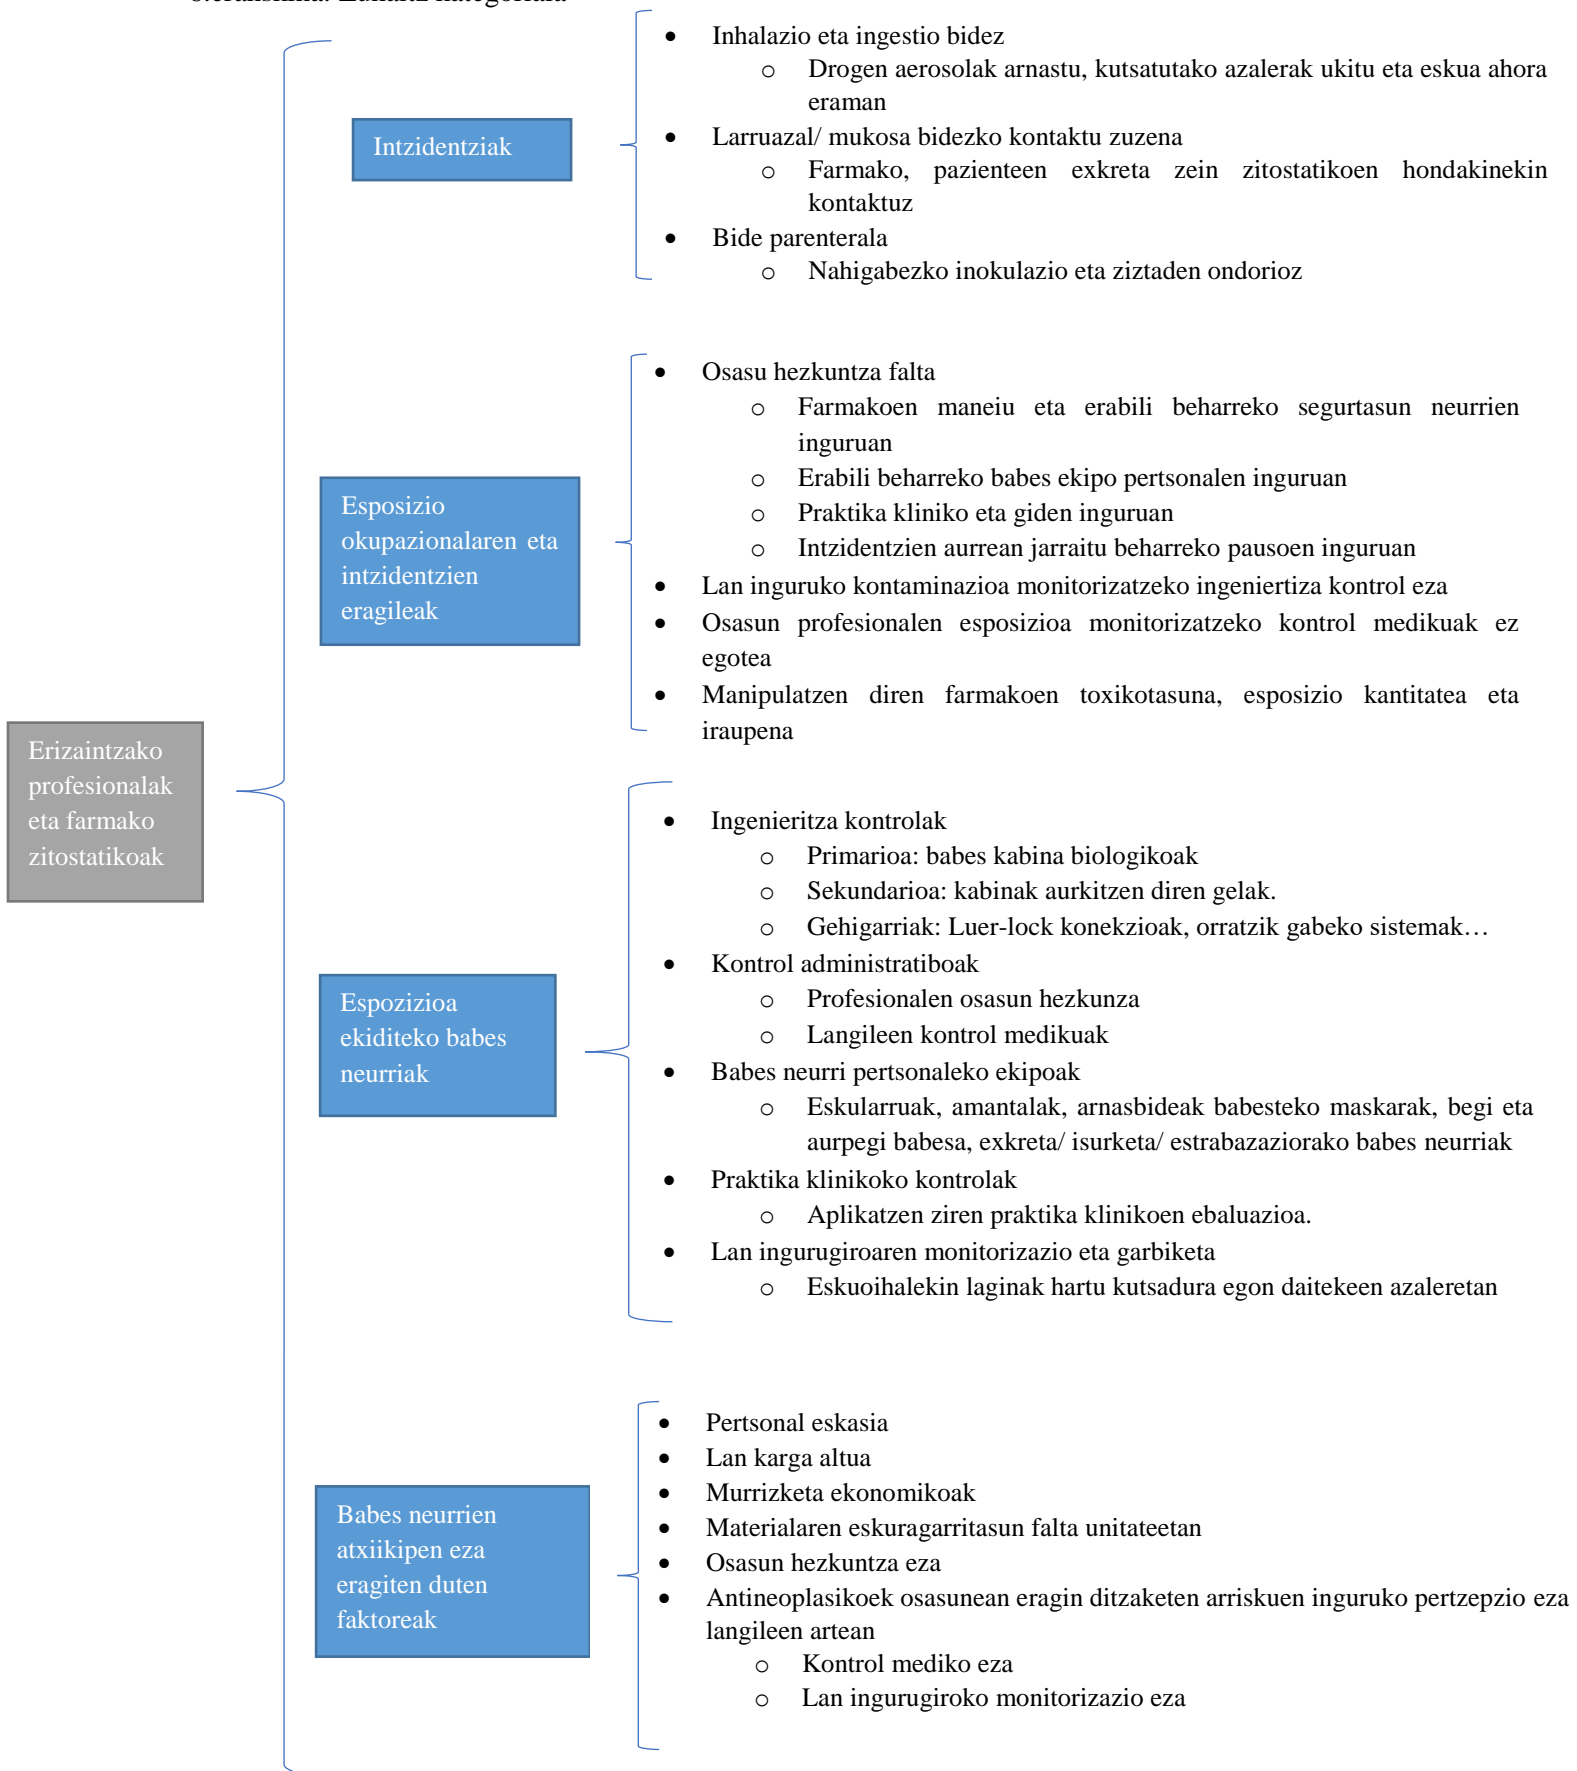 Intzidentziak
• Inhalazio eta ingestio bidez
o Drogen aerosolak arnastu, kutsatutako azalerak ukitu eta eskua ahora
eraman
• Larruazal/ mukosa bidezko kontaktu zuzena
o Farmako, pazienteen exkreta zein zitostatikoen hondakinekin
kontaktuz
• Bide parenterala
o Nahigabezko inokulazio eta ziztaden ondorioz
Esposizio
okupazionalaren eta
intzidentzien
eragileak
• Osasu hezkuntza falta
o Farmakoen maneiu eta erabili beharreko segurtasun neurrien
inguruan
o Erabili beharreko babes ekipo pertsonalen inguruan
o Praktika kliniko eta giden inguruan
o Intzidentzien aurrean jarraitu beharreko pausoen inguruan
• Lan inguruko kontaminazioa monitorizatzeko ingeniertiza kontrol eza
• Osasun profesionalen esposizioa monitorizatzeko kontrol medikuak ez
egotea
• Manipulatzen diren farmakoen toxikotasuna, esposizio kantitatea eta
iraupena
Erizaintzako
profesionalak
eta farmako
zitostatikoak
Espozizioa
ekiditeko babes
neurriak
• Ingenieritza kontrolak
o Primarioa: babes kabina biologikoak
o Sekundarioa: kabinak aurkitzen diren gelak.
o Gehigarriak: Luer-lock konekzioak, orratzik gabeko sistemak…
• Kontrol administratiboak
o Profesionalen osasun hezkunza
o Langileen kontrol medikuak
• Babes neurri pertsonaleko ekipoak
o Eskularruak, amantalak, arnasbideak babesteko maskarak, begi eta
aurpegi babesa, exkreta/ isurketa/ estrabazaziorako babes neurriak
• Praktika klinikoko kontrolak
o Aplikatzen ziren praktika klinikoen ebaluazioa.
• Lan ingurugiroaren monitorizazio eta garbiketa
o Eskuoihalekin laginak hartu kutsadura egon daitekeen azaleretan
Babes neurrien
atxiikipen eza
eragiten duten
faktoreak
• Pertsonal eskasia
• Lan karga altua
• Murrizketa ekonomikoak
• Materialaren eskuragarritasun falta unitateetan
• Osasun hezkuntza eza
• Antineoplasikoek osasunean eragin ditzaketen arriskuen inguruko pertzepzio eza
langileen artean
o Kontrol mediko eza
o Lan ingurugiroko monitorizazio eza